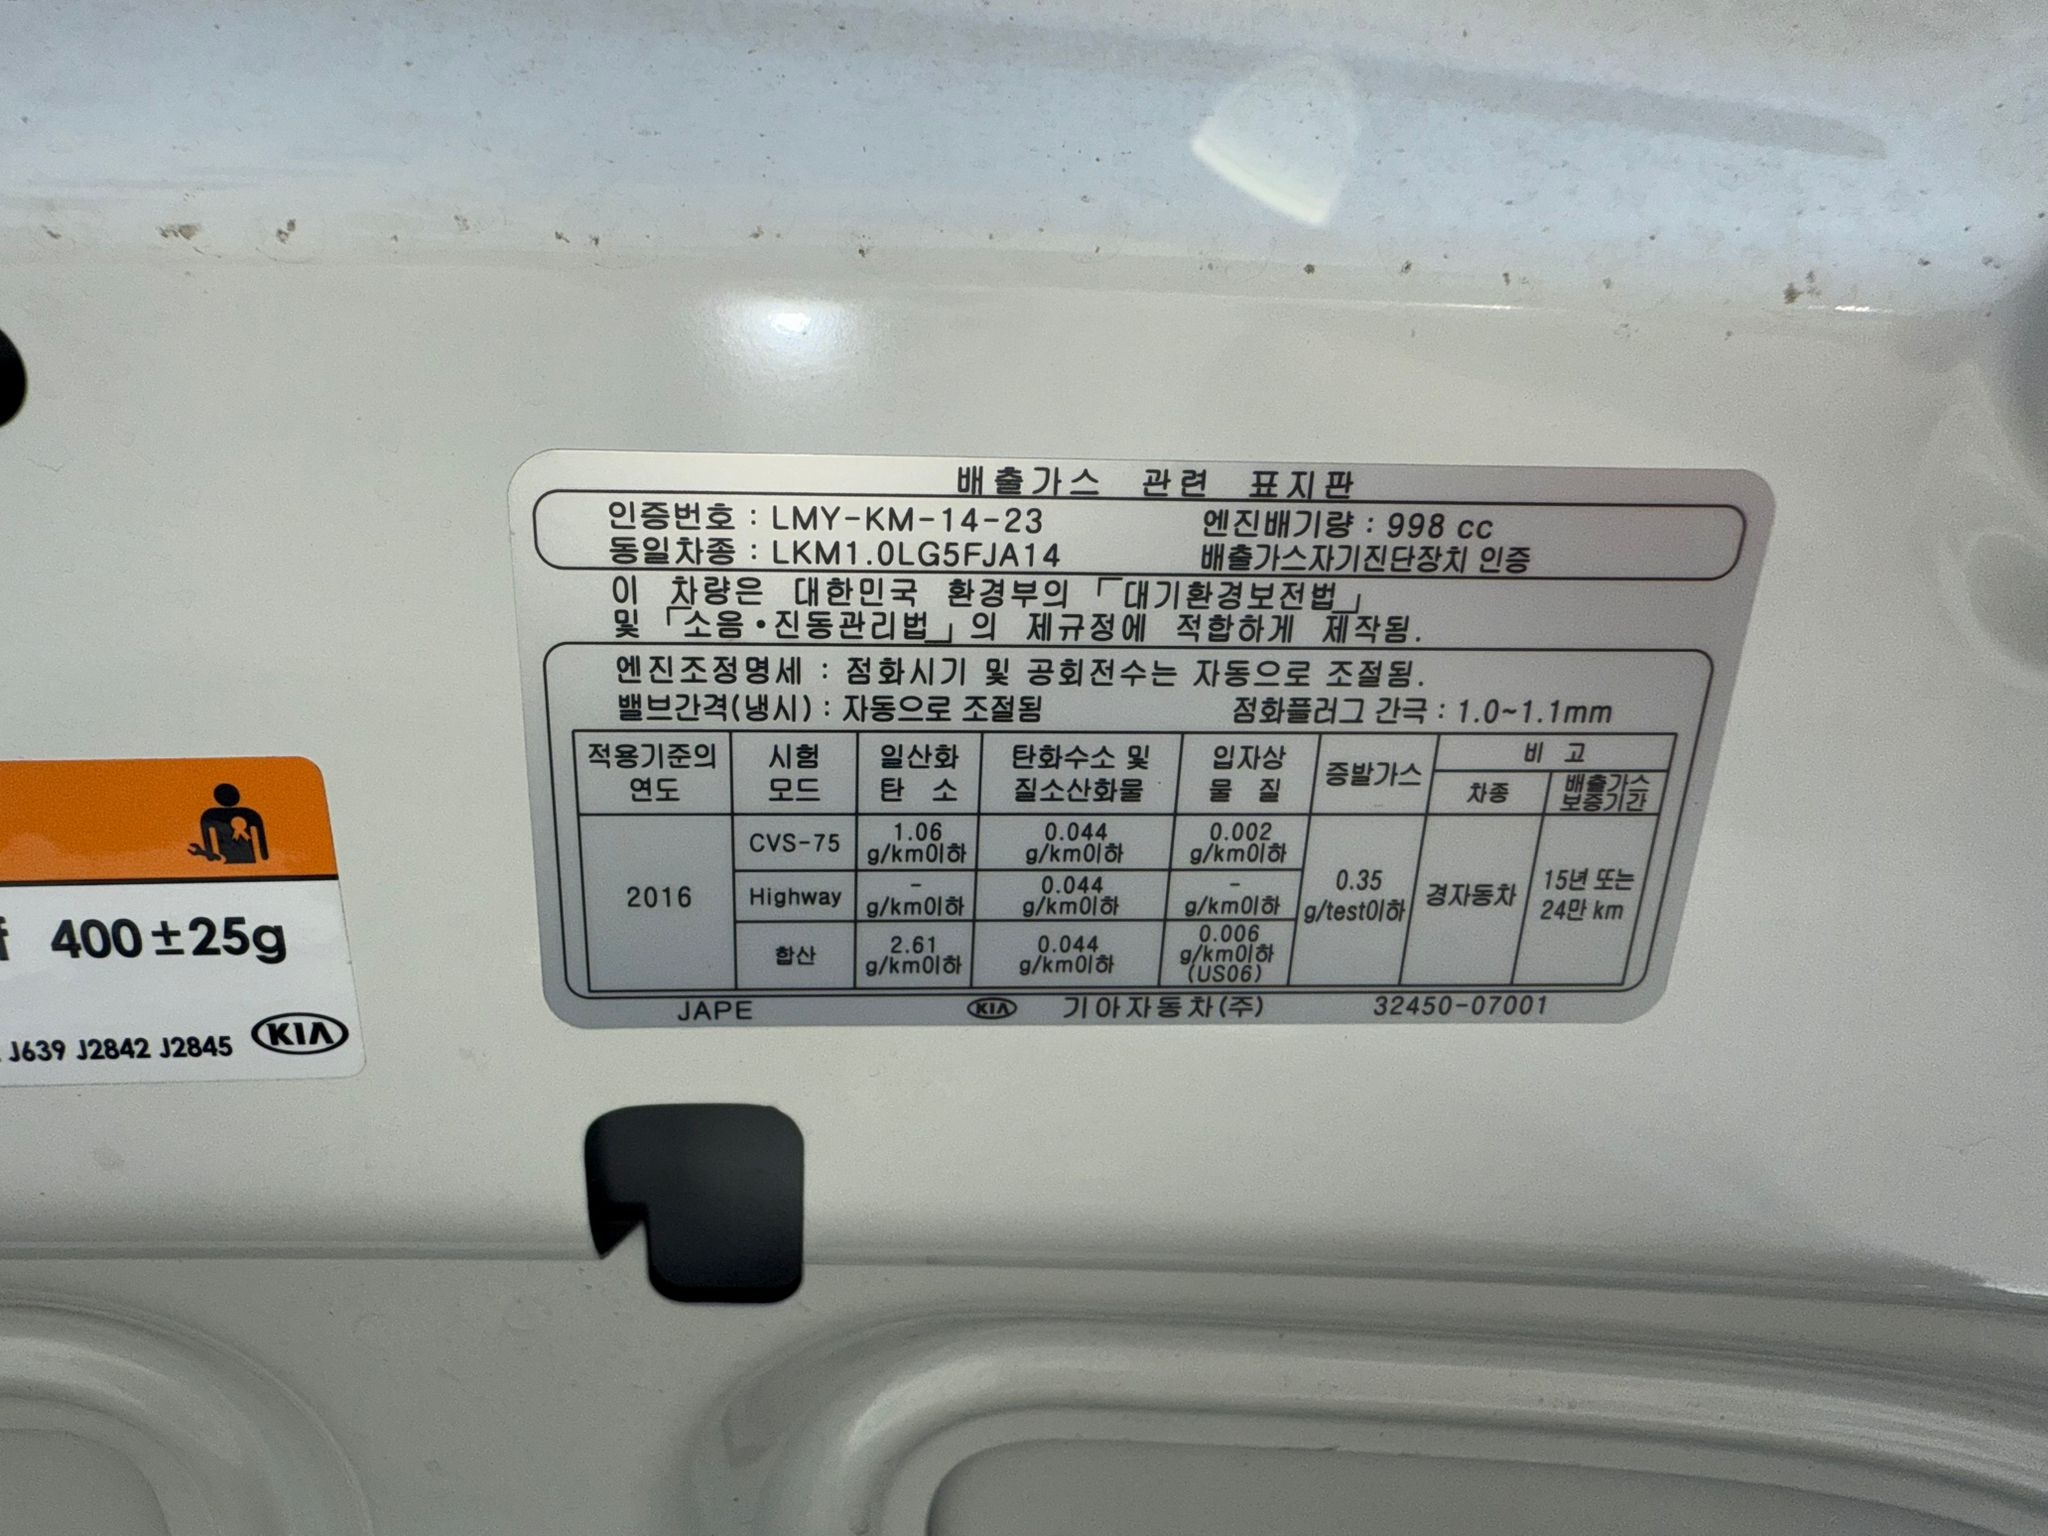 배출가스 관련 표지판
인증번호 : LMY-KM-14-23 엔진배기량 : 998 cc
동일차종 : LKM1.0LG5FJA14 배출가스자기진단장치 인증
이 차량은 대한민국 환경부의 「대기환경보전법」
및 「소음·진동관리법」의 제규정에 적합하게 제작됨.
엔진조정명세 : 점화시기 및 공회전수는 자동으로 조절됨.
밸브간격(냉시) : 자동으로 조절됨 점화플러그 간극 : 1.0~1.1mm
적용기준의 시험 일산화 탄화수소 및 입자상 증발가스 비 고
연도 모드 탄 소 질소산화물 물 질 차종 배출가스
보증기간
CVS-75 1.06 0.044 0.002
g/km이하 g/km이하 g/km이하
2016 Highway - 0.044 - 0.35 경자동차 15년 또는
g/km이하 g/km이하 g/km이하 g/test이하 24만 km
합산 2.61 0.044 0.006
g/km이하 g/km이하 g/km이하
(US06)
JAPE KIA 기아자동차(주) 32450-07001
400±25g
J639 J2842 J2845 KIA